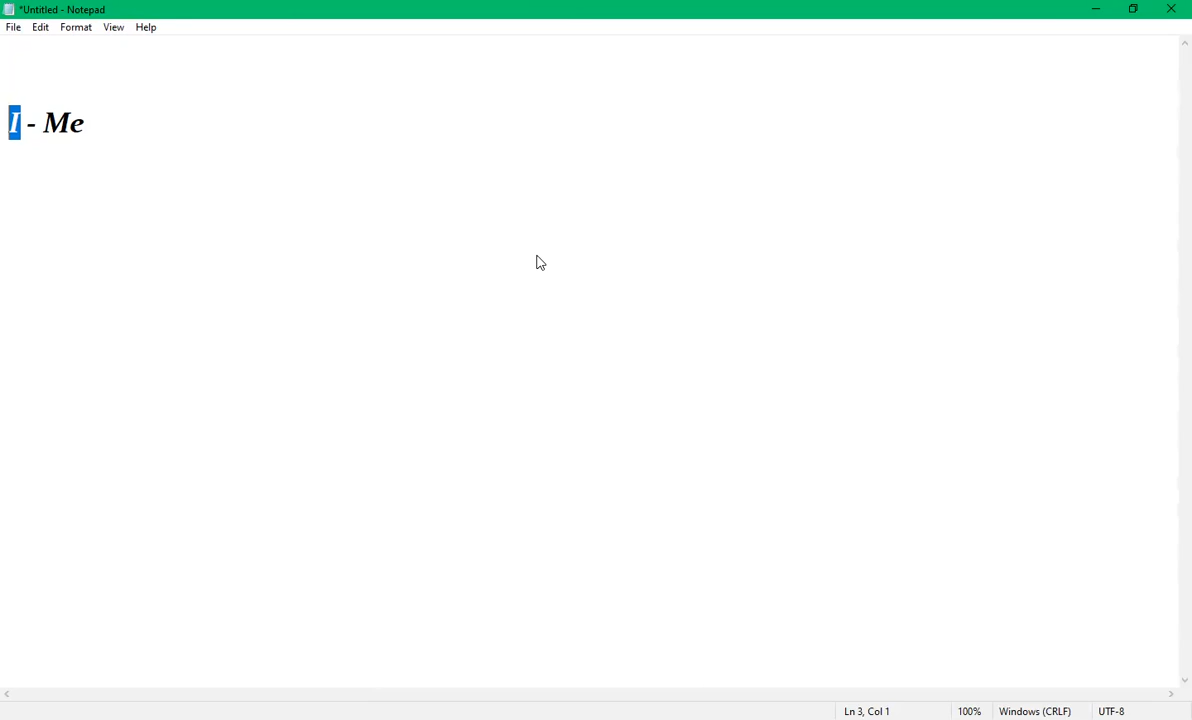 *Untitled - Notepad
File Edit Format View Help
I - Me
Ln 3, Col 1 100% Windows (CRLF) UTF-8